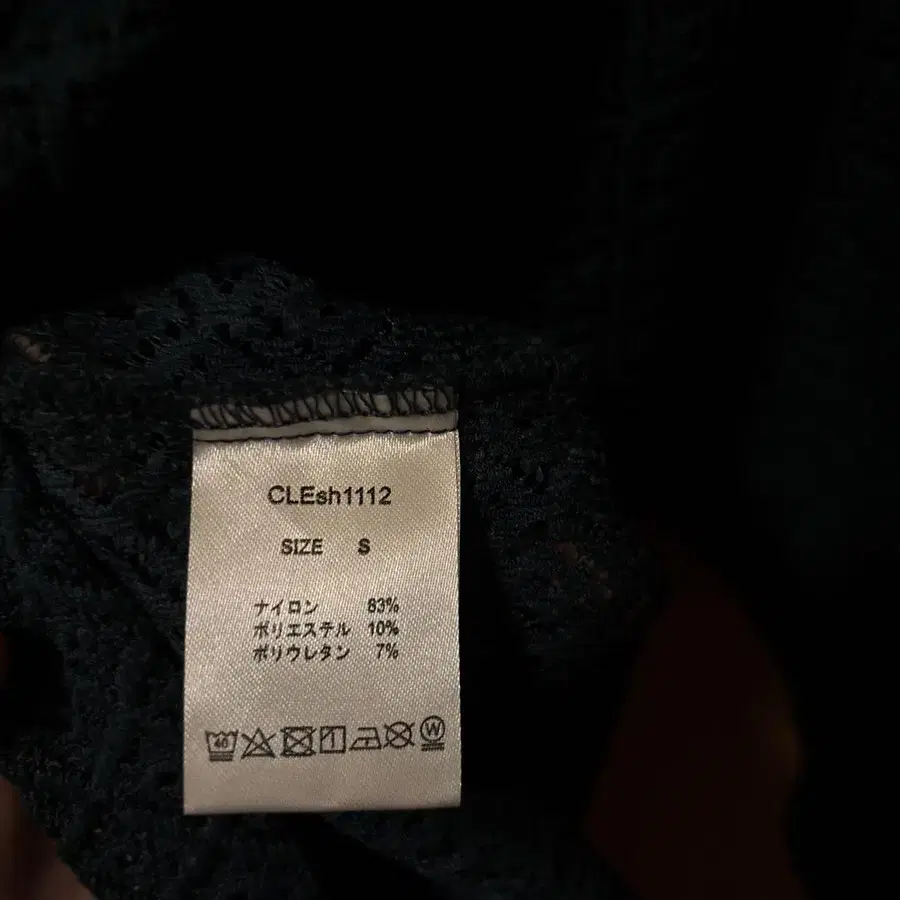 CLEsh1112
SIZE S
ナイロン 83%
ポリエステル 10%
ポリウレタン 7%
40 W